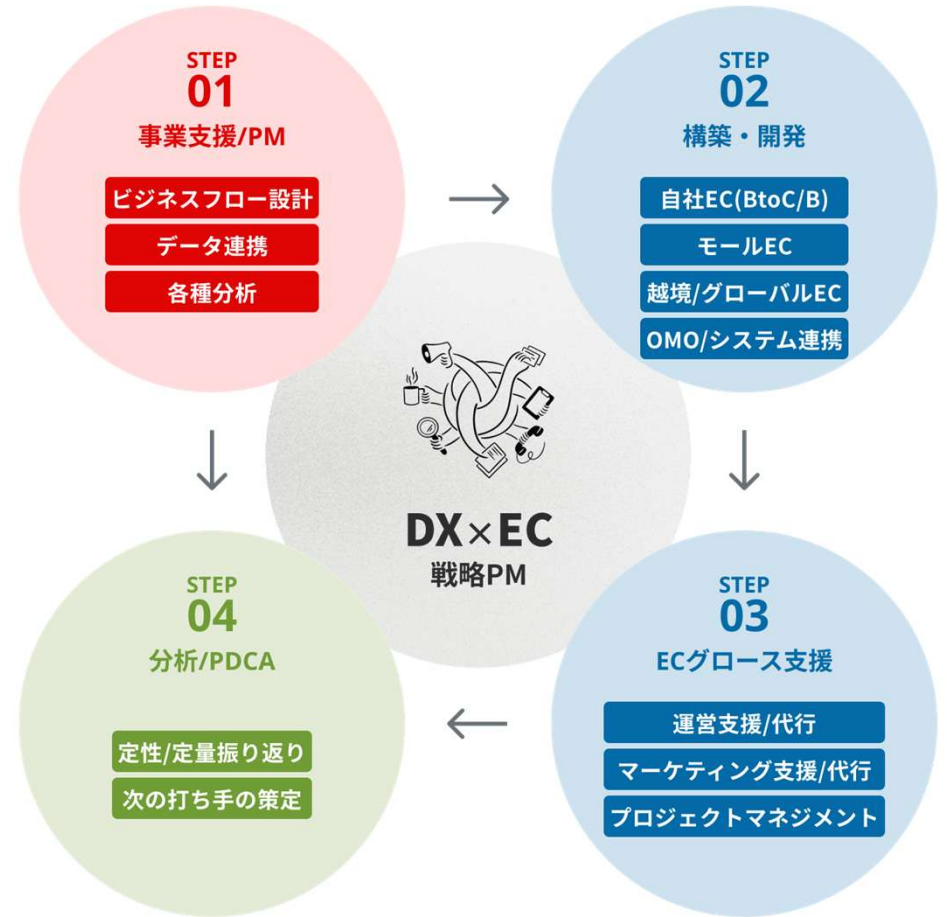 STEP
01
事業支援/PM
ビジネスフロー設計
データ連携
各種分析
STEP
02
構築・開発
自社EC(BtoC/B)
モールEC
越境/グローバルEC
OMO/システム連携
DX×EC
戦略PM
STEP
03
ECグロース支援
運営支援/代行
マーケティング支援/代行
プロジェクトマネジメント
STEP
04
分析/PDCA
定性/定量振り返り
次の打ち手の策定